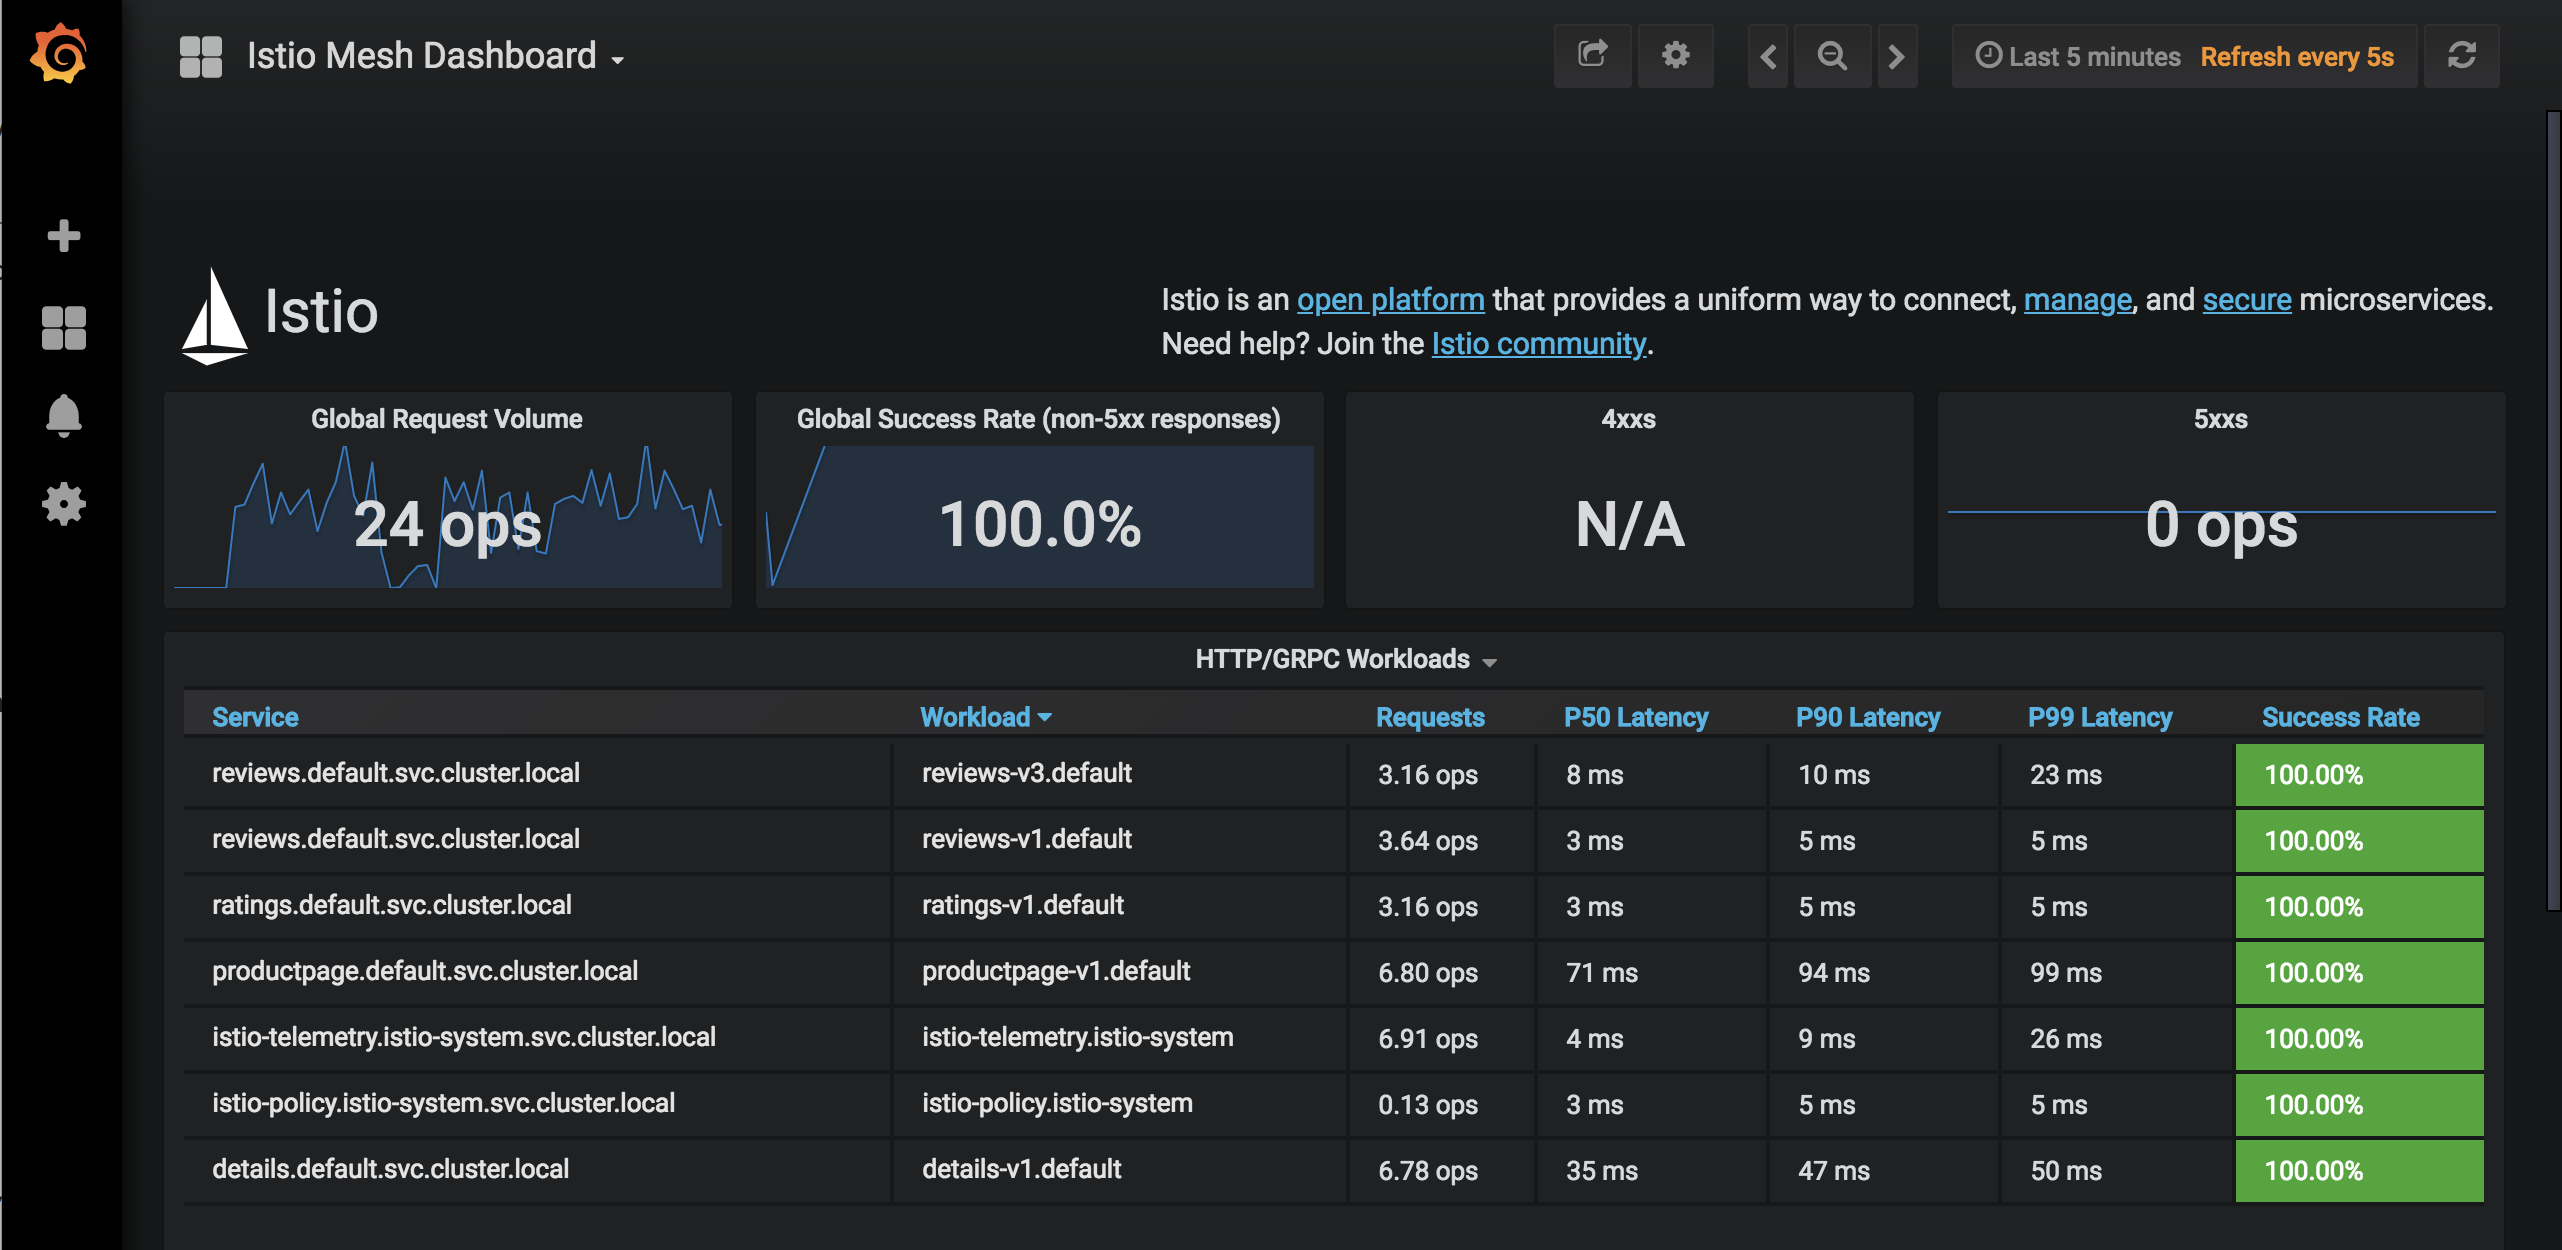 Istio Mesh Dashboard
Last 5 minutes Refresh every 5s
Istio
Istio is an open platform that provides a uniform way to connect, manage, and secure microservices.
Need help? Join the Istio community.
Global Request Volume
24 ops
Global Success Rate (non-5xx responses)
100.0%
4xxs
N/A
5xxs
0 ops
HTTP/GRPC Workloads
Service Workload Requests P50 Latency P90 Latency P99 Latency Success Rate
reviews.default.svc.cluster.local reviews-v3.default 3.16 ops 8 ms 10 ms 23 ms 100.00%
reviews.default.svc.cluster.local reviews-v1.default 3.64 ops 3 ms 5 ms 5 ms 100.00%
ratings.default.svc.cluster.local ratings-v1.default 3.16 ops 3 ms 5 ms 5 ms 100.00%
productpage.default.svc.cluster.local productpage-v1.default 6.80 ops 71 ms 94 ms 99 ms 100.00%
istio-telemetry.istio-system.svc.cluster.local istio-telemetry.istio-system 6.91 ops 4 ms 9 ms 26 ms 100.00%
istio-policy.istio-system.svc.cluster.local istio-policy.istio-system 0.13 ops 3 ms 5 ms 5 ms 100.00%
details.default.svc.cluster.local details-v1.default 6.78 ops 35 ms 47 ms 50 ms 100.00%